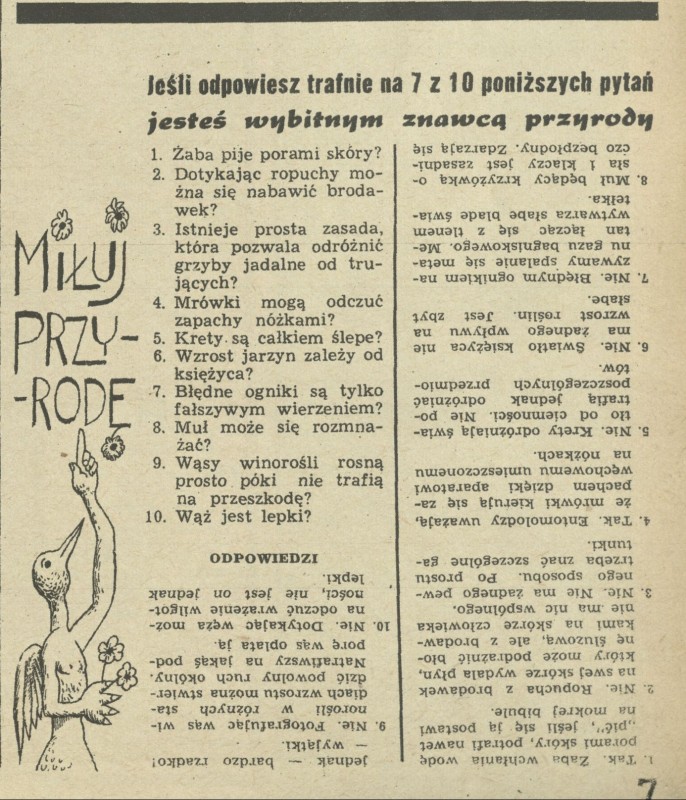 Jeśli odpowiesz trafnie na 7 z 10 poniższych pytań
jesteś wybitnym znawcą przyrody
MIŁUJ
PRZY-
-RODĘ
1. Żaba pije porami skóry?
2. Dotykając ropuchy mo-
żna się nabawić broda-
wek?
3. Istnieje prosta zasada,
która pozwala odróżnić
grzyby jadalne od tru-
jących?
4. Mrówki mogą odczuć
zapachy nóżkami?
5. Krety są całkiem ślepe?
6. Wzrost jarzyn zależy od
księżyca?
7. Błędne ogniki są tylko
fałszywym wierzeniem?
8. Muł może się rozmna-
żać?
9. Wąsy winorośli rosną
prosto póki nie trafią
na przeszkodę?
10. Wąż jest lepki?
ODPOWIEDZI
1. Tak. Żaba wchłania wodę
porami skóry, potrafi nawet
„pić”, jeśli się ją postawi
na mokrej bibule.
2. Nie. Ropucha z brodawek
na swej skórze wydala płyn,
który może podrażnić bło-
nę śluzową, ale z brodaw-
kami na skórze człowieka
nie ma nic wspólnego.
3. Nie. Nie ma żadnego pew-
nego sposobu. Po prostu
trzeba znać szczególne ga-
tunki.
4. Tak. Entomolodzy uważają,
że mrówki kierują się za-
pachem dzięki aparatowi
węchowemu umieszczonemu
na nóżkach.
5. Nie. Krety odróżniają świa-
tło od ciemności. Nie po-
trafią jednak odróżniać
poszczególnych przedmio-
tów.
6. Nie. Światło księżyca nie
ma żadnego wpływu na
wzrost roślin. Jest zbyt
słabe.
7. Nie. Błędnym ognikiem na-
zywamy spalanie się meta-
nu gazu bagniskowego. Me-
tan łącząc się z tlenem
wytwarza słabe blade świa-
tełka.
8. Muł będący krzyżówką o-
sła i klaczy jest zasadni-
czo bezpłodny. Zdarzają się
jednak — bardzo rzadko!
— wyjątki.
9. Nie. Fotografując wąs wi-
norośli w różnych sta-
diach wzrostu można stwier-
dzić powolny ruch okólny.
Natrafiwszy na jakąś pod-
porę wąs oplata ją.
10. Nie. Dotykając węża moż-
na odczuć wrażenie wilgot-
ności, nie jest on jednak
lepki.
7